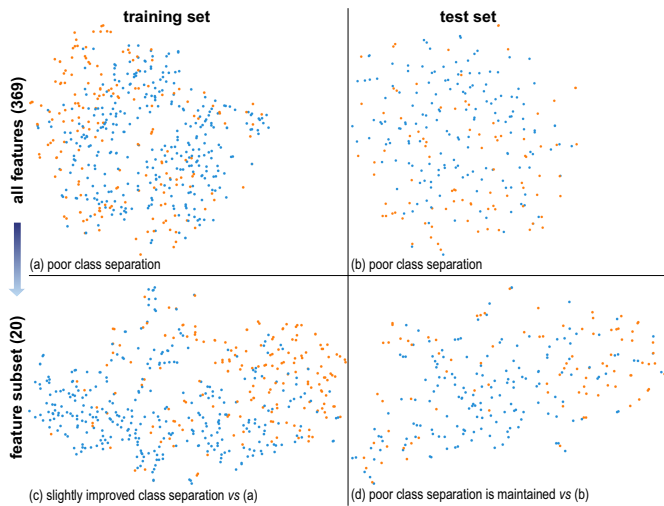 training set
test set
all features (369)
(a) poor class separation
(b) poor class separation
feature subset (20)
(c) slightly improved class separation vs (a)
(d) poor class separation is maintained vs (b)